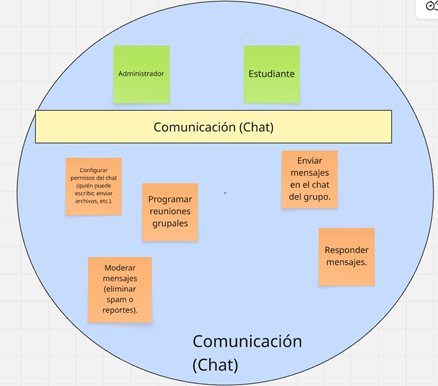 Administrador
Estudiante
Comunicación (Chat)
Configurar
permisos del chat
(quién puede
escribir, enviar
archivos, etc.).
Programar
reuniones
grupales
Enviar
mensajes
en el chat
del grupo.
Responder
mensajes.
Moderar
mensajes
(eliminar
spam o
reportes).
Comunicación
(Chat)